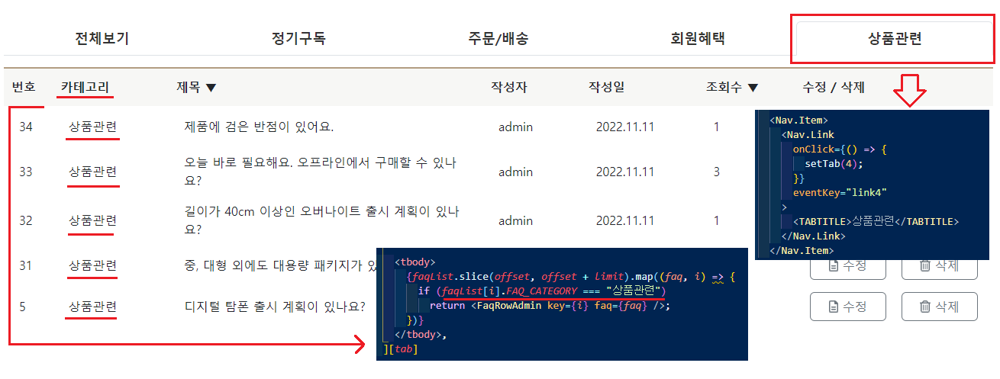 전체보기 정기구독 주문/배송 회원혜택 상품관련
번호 카테고리 제목 ▼ 작성자 작성일 조회수 ▼ 수정 / 삭제
34 상품관련 제품에 검은 반점이 있어요. admin 2022.11.11 1
33 상품관련 오늘 바로 필요해요. 오프라인에서 구매할 수 있나
요? admin 2022.11.11 3
32 상품관련 길이가 40cm 이상인 오버나이트 출시 계획이 있나
요? admin 2022.11.11 1
31 상품관련 중, 대형 외에도 대용량 패키지가 있 수정 삭제
5 상품관련 디지털 탐폰 출시 계획이 있나요? 수정 삭제
<Nav.Item>
<Nav.Link
onClick={() => {
setTab(4);
}}
eventKey="link4"
>
<TABTITLE>상품관련</TABTITLE>
</Nav.Link>
</Nav.Item>
<tbody>
{faqList.slice(offset, offset + limit).map((faq, i) => {
if (faqList[i].FAQ_CATEGORY === "상품관련")
return <FaqRowAdmin key={i} faq={faq} />;
})}
</tbody>,
][tab]